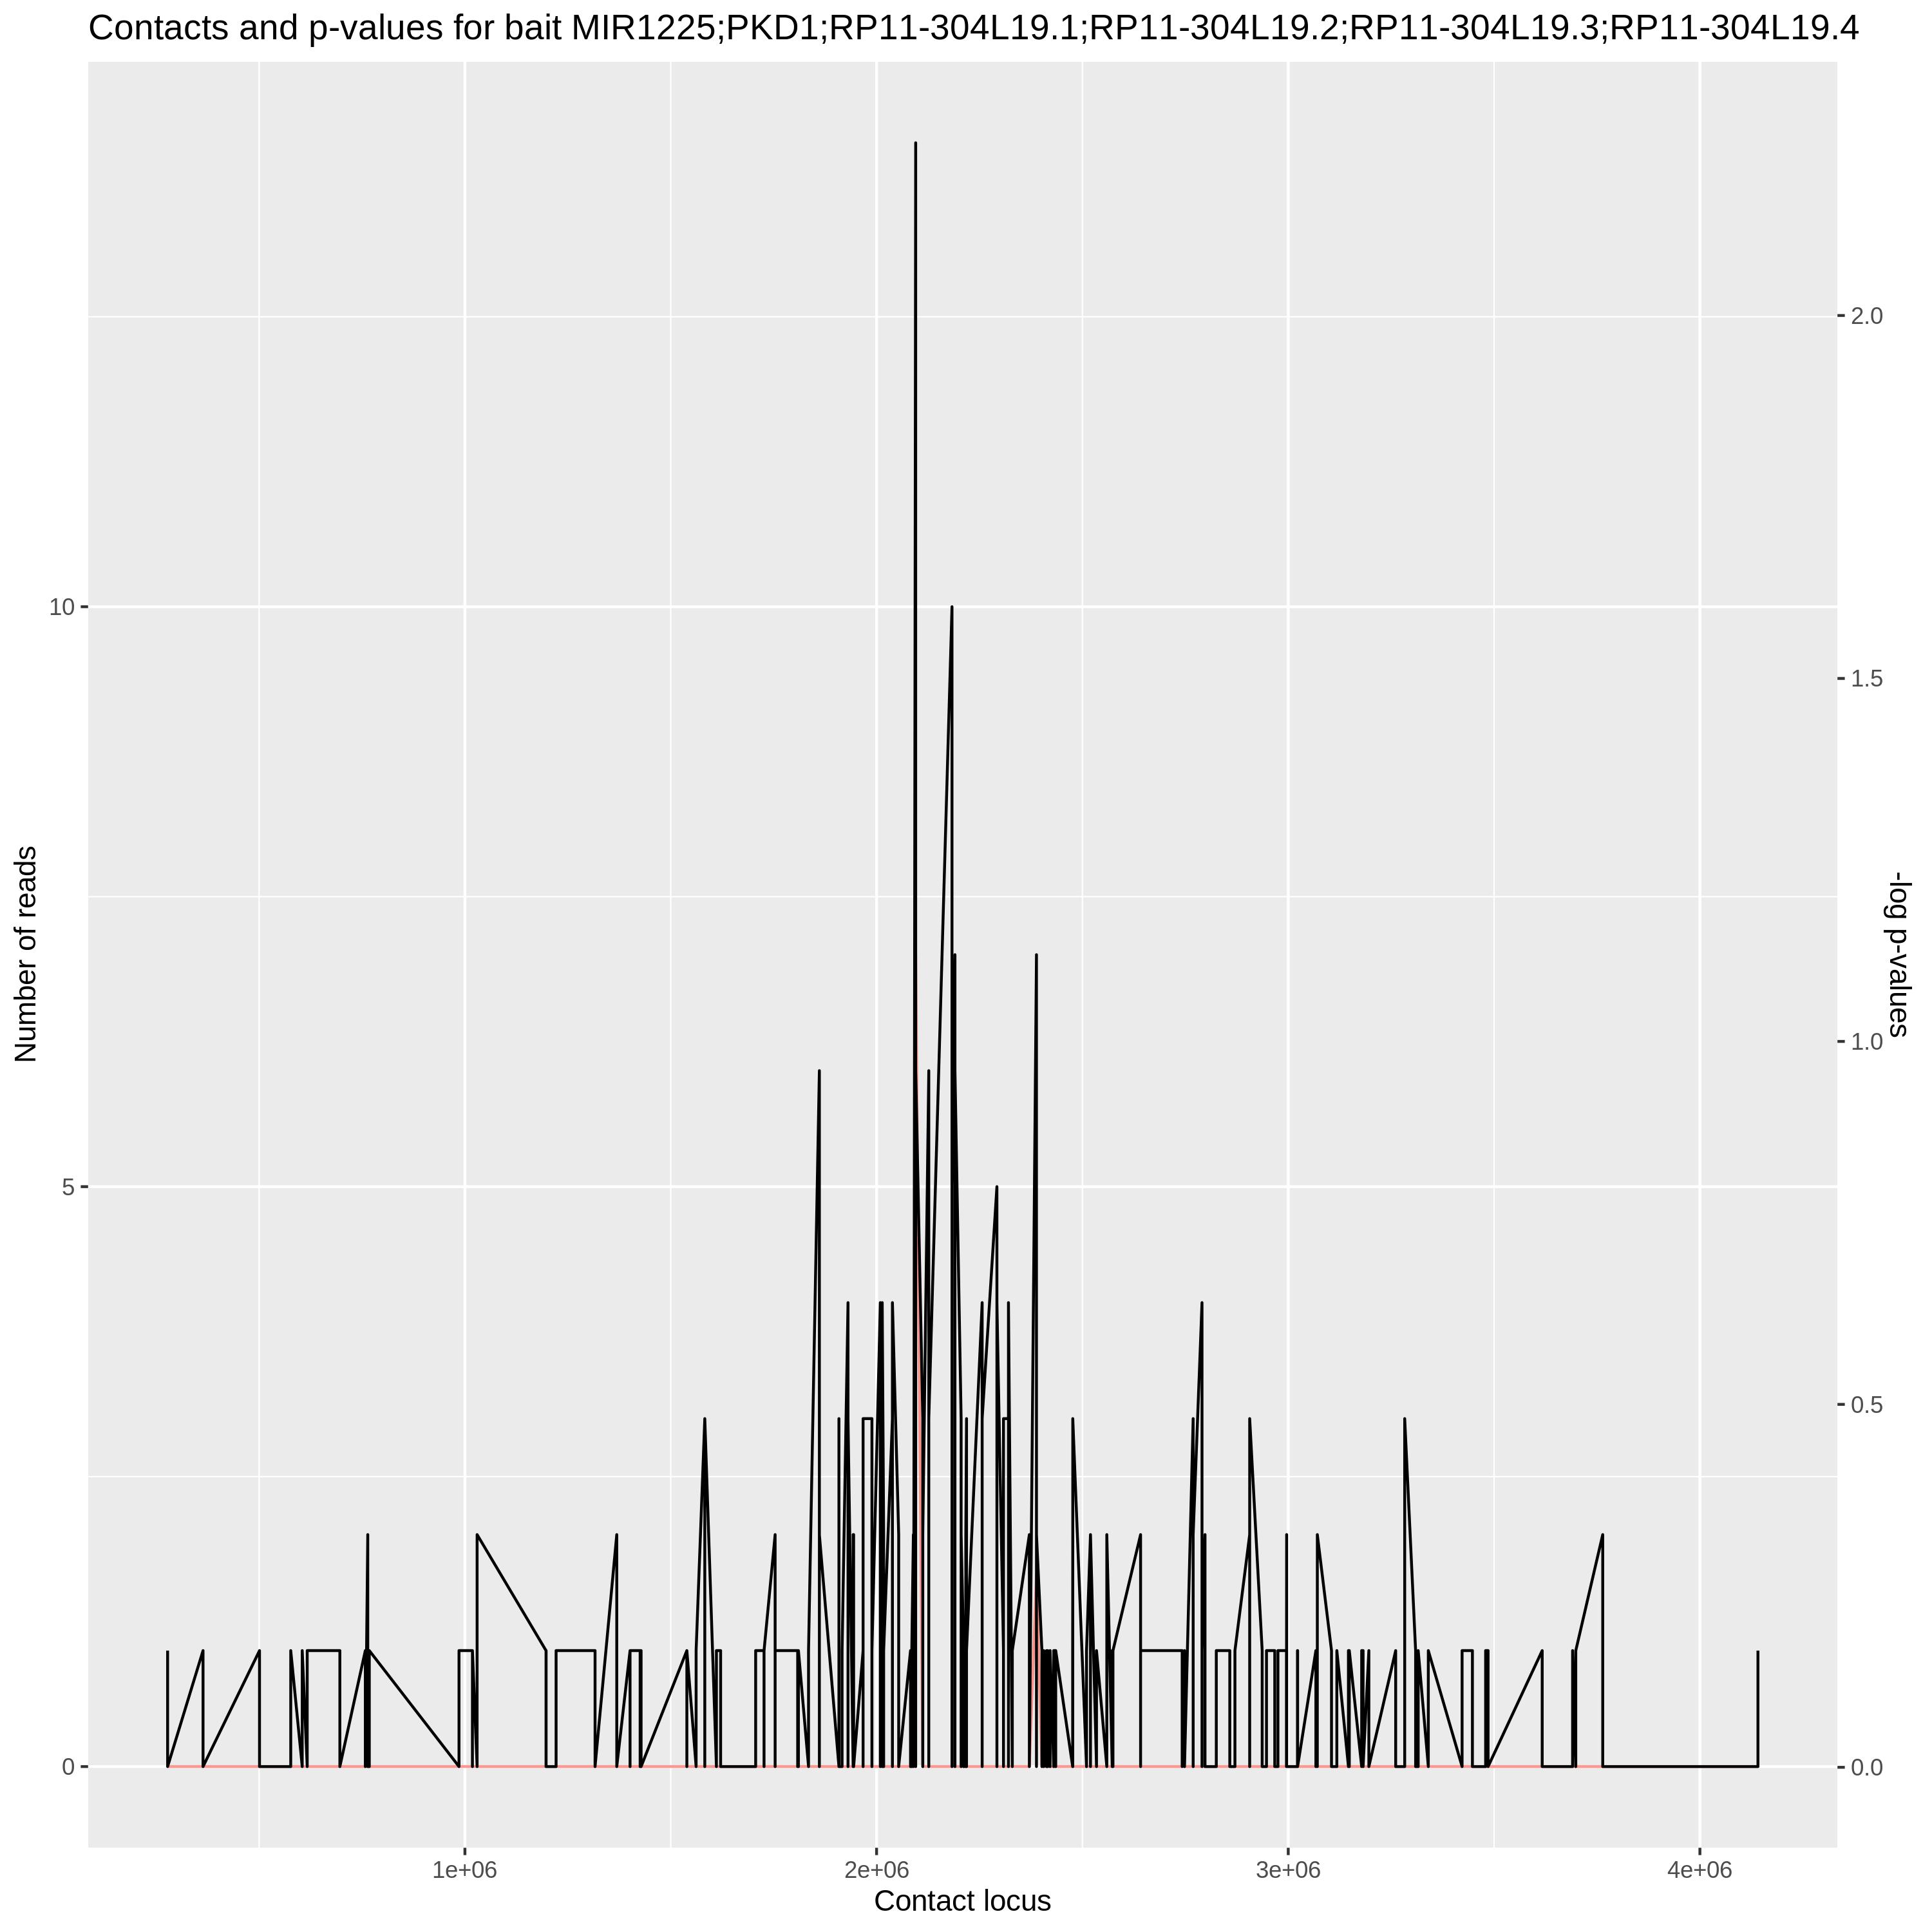 Contacts and p-values for bait MIR1225;PKD1;RP11-304L19.1;RP11-304L19.2;RP11-304L19.3;RP11-304L19.4
Number of reads
10
5
0
2.0
1.5
1.0
0.5
0.0
-log p-values
1e+06
2e+06
3e+06
4e+06
Contact locus